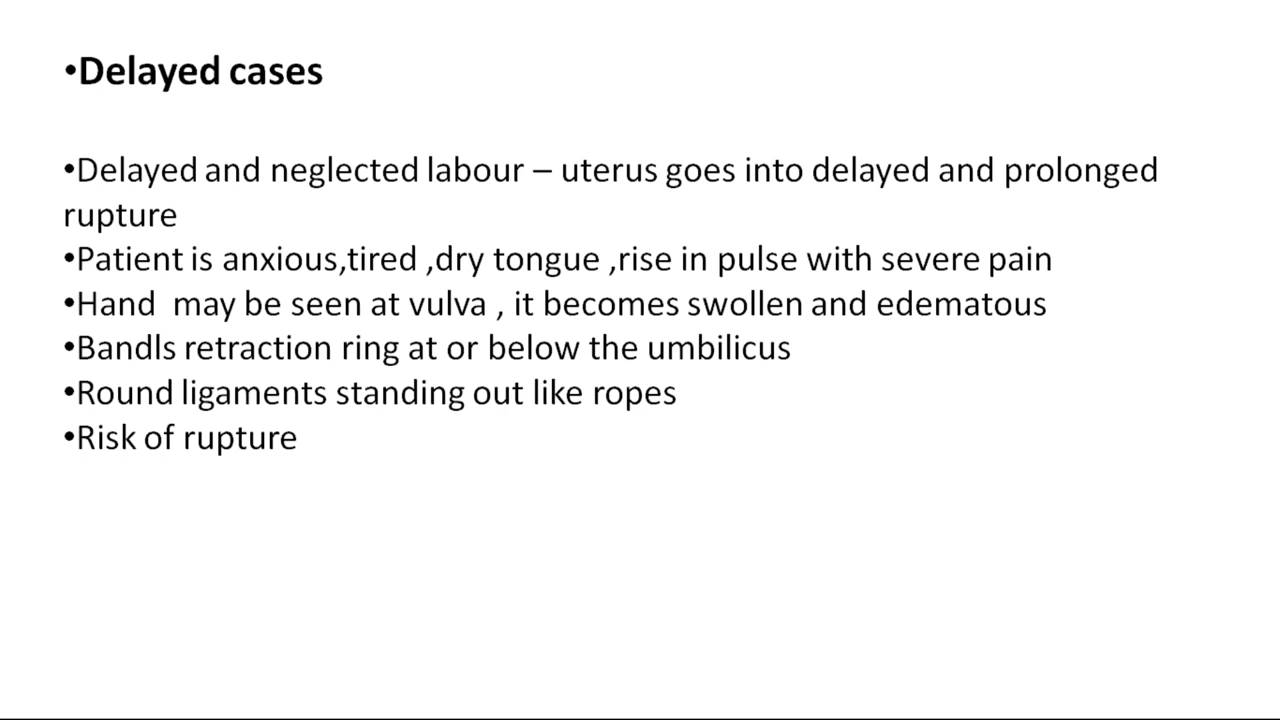 •Delayed cases
•Delayed and neglected labour – uterus goes into delayed and prolonged
rupture
•Patient is anxious,tired ,dry tongue ,rise in pulse with severe pain
•Hand  may be seen at vulva , it becomes swollen and edematous
•Bandls retraction ring at or below the umbilicus
•Round ligaments standing out like ropes
•Risk of rupture